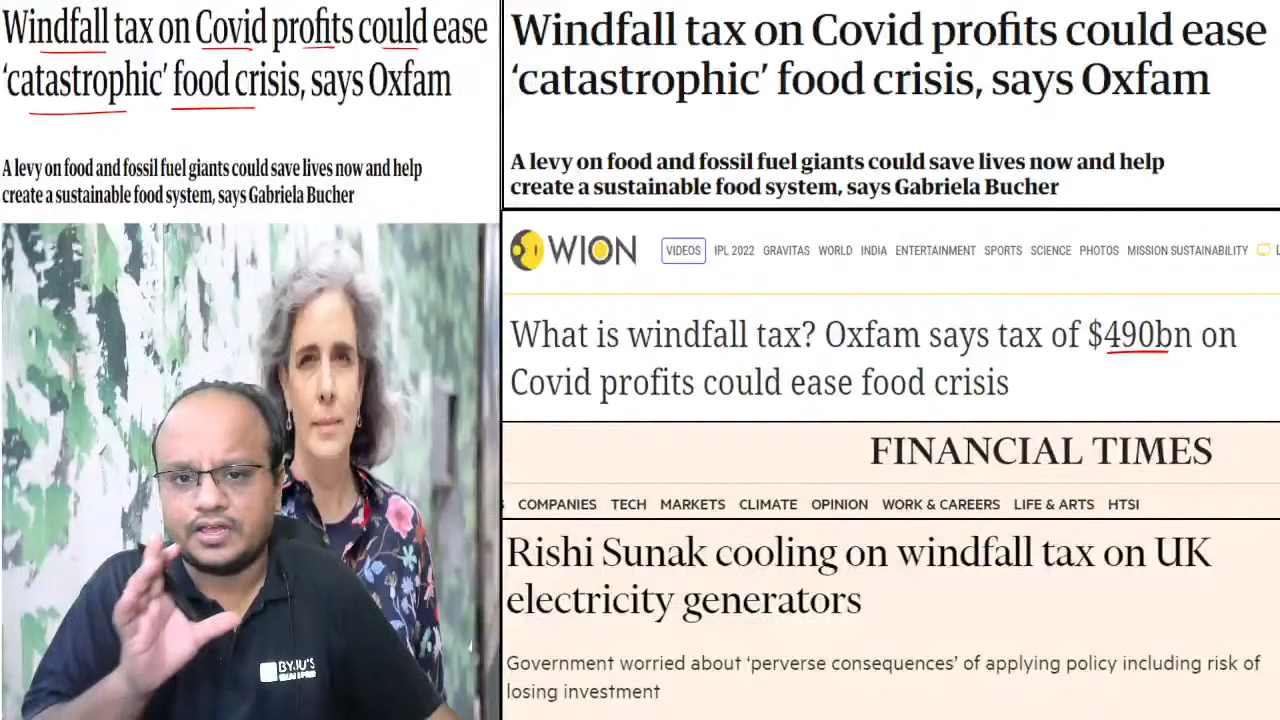 Windfall tax on Covid profits could ease
‘catastrophic’ food crisis, says Oxfam
A levy on food and fossil fuel giants could save lives now and help
create a sustainable food system, says Gabriela Bucher
Windfall tax on Covid profits could ease
‘catastrophic’ food crisis, says Oxfam
A levy on food and fossil fuel giants could save lives now and help
create a sustainable food system, says Gabriela Bucher
WION VIDEOS IPL 2022 GRAVITAS WORLD INDIA ENTERTAINMENT SPORTS SCIENCE PHOTOS MISSION SUSTAINABILITY
What is windfall tax? Oxfam says tax of $490bn on
Covid profits could ease food crisis
FINANCIAL TIMES
COMPANIES TECH MARKETS CLIMATE OPINION WORK & CAREERS LIFE & ARTS HTSI
Rishi Sunak cooling on windfall tax on UK
electricity generators
Government worried about ‘perverse consequences’ of applying policy including risk of
losing investment
BYJU'S